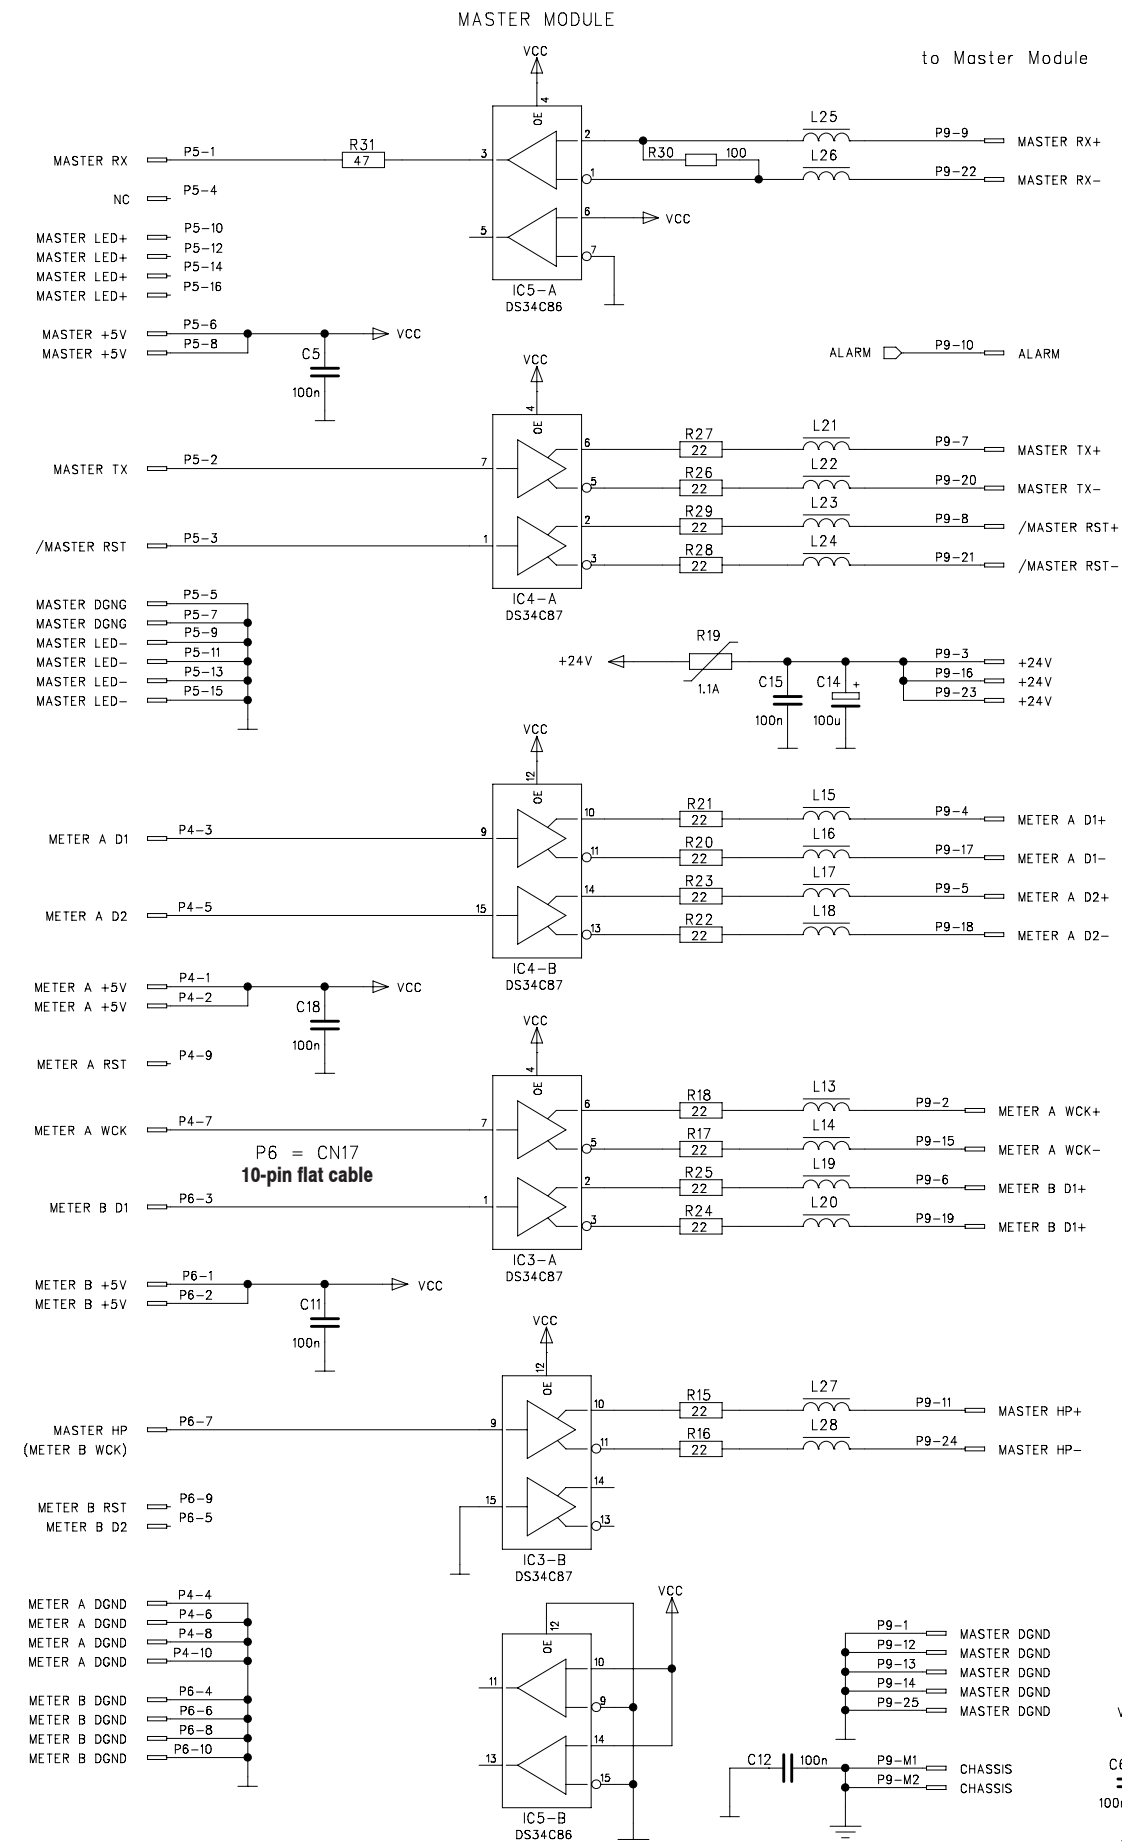 MASTER MODULE
to Master Module
VCC
4
OE
MASTER RX P5-1 R31 47 3 2 1 R30 100 L25 P9-9 MASTER RX+
L26 P9-22 MASTER RX-
NC P5-4
5 6 VCC
7
MASTER LED+ P5-10
MASTER LED+ P5-12
MASTER LED+ P5-14
MASTER LED+ P5-16
IC5-A
DS34C86
MASTER +5V P5-6 VCC
MASTER +5V P5-8
C5
100n
ALARM P9-10 ALARM
VCC
4
OE
MASTER TX P5-2 7 6 R27 22 L21 P9-7 MASTER TX+
5 R26 22 L22 P9-20 MASTER TX-
/MASTER RST P5-3 1 2 R29 22 L23 P9-8 /MASTER RST+
3 R28 22 L24 P9-21 /MASTER RST-
IC4-A
DS34C87
MASTER DGNG P5-5
MASTER DGNG P5-7
MASTER LED- P5-9
MASTER LED- P5-11
MASTER LED- P5-13
MASTER LED- P5-15
+24V R19 1.1A P9-3 +24V
P9-16 +24V
P9-23 +24V
C15 100n C14 + 100u
VCC
12
OE
METER A D1 P4-3 9 10 R21 22 L15 P9-4 METER A D1+
11 R20 22 L16 P9-17 METER A D1-
METER A D2 P4-5 15 14 R23 22 L17 P9-5 METER A D2+
13 R22 22 L18 P9-18 METER A D2-
IC4-B
DS34C87
METER A +5V P4-1 VCC
METER A +5V P4-2
C18
100n
METER A RST P4-9
VCC
4
OE
METER A WCK P4-7 7 6 R18 22 L13 P9-2 METER A WCK+
5 R17 22 L14 P9-15 METER A WCK-
P6 = CN17
10-pin flat cable
METER B D1 P6-3 1 2 R25 22 L19 P9-6 METER B D1+
3 R24 22 L20 P9-19 METER B D1+
IC3-A
DS34C87
METER B +5V P6-1 VCC
METER B +5V P6-2
C11
100n
VCC
12
OE
MASTER HP P6-7 9 10 R15 22 L27 P9-11 MASTER HP+
(METER B WCK) 11 R16 22 L28 P9-24 MASTER HP-
METER B RST P6-9 15 14
METER B D2 P6-5 13
IC3-B
DS34C87
METER A DGND P4-4
METER A DGND P4-6
METER A DGND P4-8
METER A DGND P4-10
METER B DGND P6-4
METER B DGND P6-6
METER B DGND P6-8
METER B DGND P6-10
VCC
12
OE
11 10
9
13 14
15
IC5-B
DS34C86
P9-1 MASTER DGND
P9-12 MASTER DGND
P9-13 MASTER DGND
P9-14 MASTER DGND
P9-25 MASTER DGND
C12 100n P9-M1 CHASSIS
P9-M2 CHASSIS